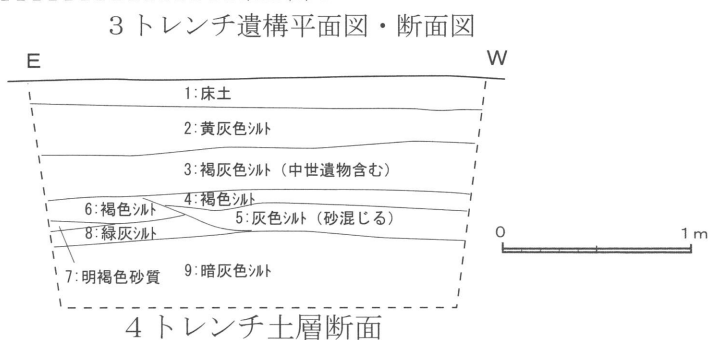 3トレンチ遺構平面図・断面図
E
W
1:床土
2:黄灰色ｼﾙﾄ
3:褐灰色ｼﾙﾄ（中世遺物含む）
4:褐色ｼﾙﾄ
6:褐色ｼﾙﾄ
5:灰色ｼﾙﾄ（砂混じる）
8:緑灰ｼﾙﾄ
0
1m
7:明褐色砂質
9:暗灰色ｼﾙﾄ
4トレンチ土層断面